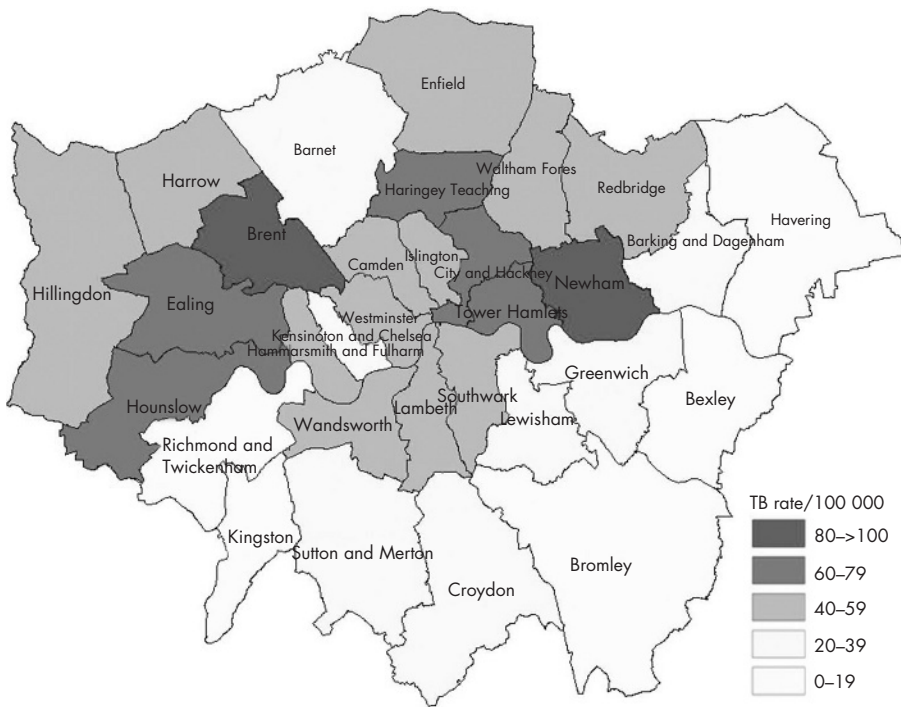 Enfield
Barnet
Waltham Fores
Harrow
Haringey Teaching
Redbridge
Havering
Brent
Barking and Dagenham
Islington
Camden
City and Hackney
Newham
Hillingdon
Ealing
Westminster
Tower Hamlets
Kensinoton and Chelsea
Hammarsmith and Fulharm
Greenwich
Hounslow
Southwark
Bexley
Lambeth
Wandsworth
Lewisham
Richmond and
Twickenham
Kingston
Sutton and Merton
Bromley
Croydon
TB rate/100 000
80–>100
60–79
40–59
20–39
0–19